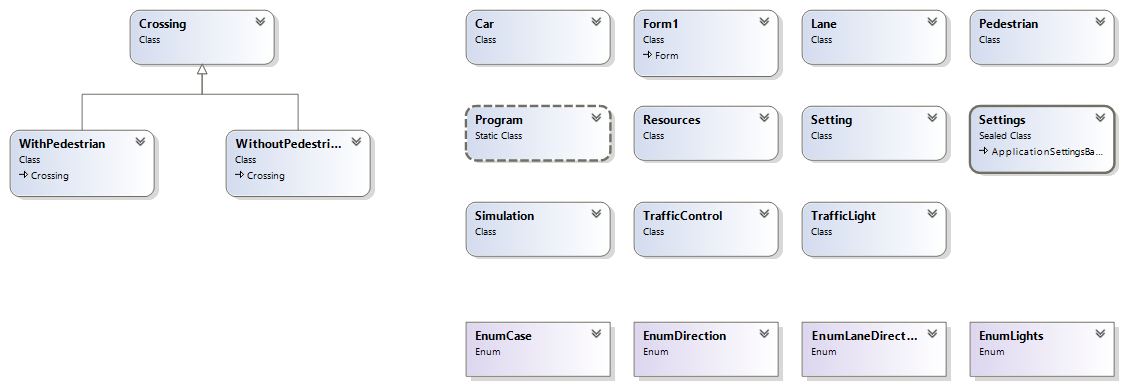 Crossing
Class
WithPedestrian
Class
Crossing
WithoutPedestri...
Class
Crossing
Car
Class
Form1
Class
Form
Lane
Class
Pedestrian
Class
Program
Static Class
Resources
Class
Setting
Class
Settings
Sealed Class
ApplicationSettingsBa...
Simulation
Class
TrafficControl
Class
TrafficLight
Class
EnumCase
Enum
EnumDirection
Enum
EnumLaneDirect...
Enum
EnumLights
Enum